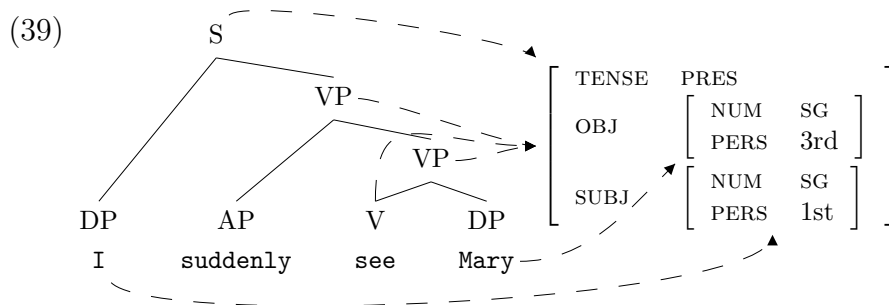 (39)
S
TENSE PRES
VP
NUM SG
OBJ
PERS 3rd
VP
NUM SG
SUBJ
PERS 1st
DP AP V DP
I suddenly see Mary